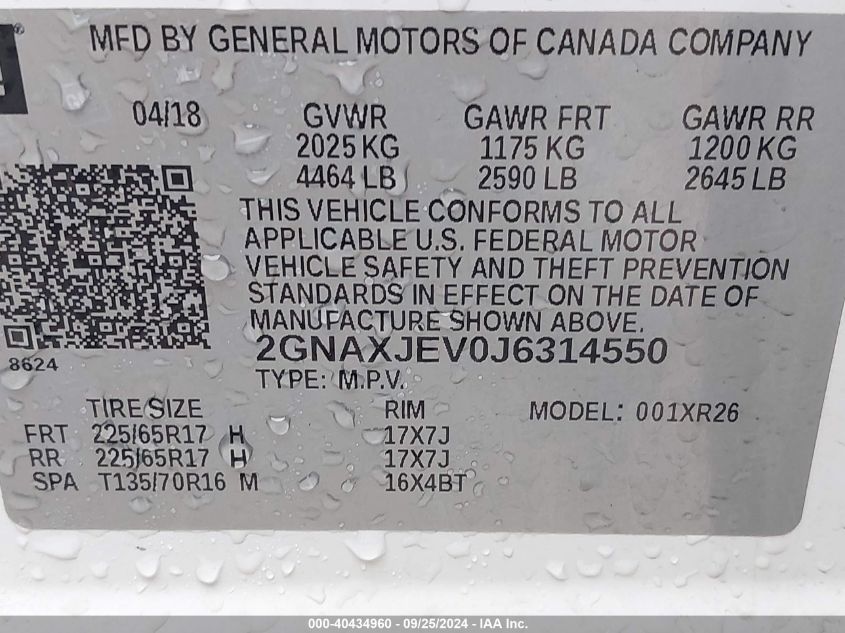 MFD BY GENERAL MOTORS OF CANADA COMPANY
04/18 GVWR GAWR FRT GAWR RR
2025 KG 1175 KG 1200 KG
4464 LB 2590 LB 2645 LB
THIS VEHICLE CONFORMS TO ALL
APPLICABLE U.S. FEDERAL MOTOR
VEHICLE SAFETY AND THEFT PREVENTION
STANDARDS IN EFFECT ON THE DATE OF
MANUFACTURE SHOWN ABOVE.
2GNAXJEV0J6314550
8624
TYPE: M.P.V.
TIRE SIZE RIM MODEL: 001XR26
FRT 225/65R17 H 17X7J
RR 225/65R17 H 17X7J
SPA T135/70R16 M 16X4BT
000-40434960 - 09/25/2024 - IAA Inc.